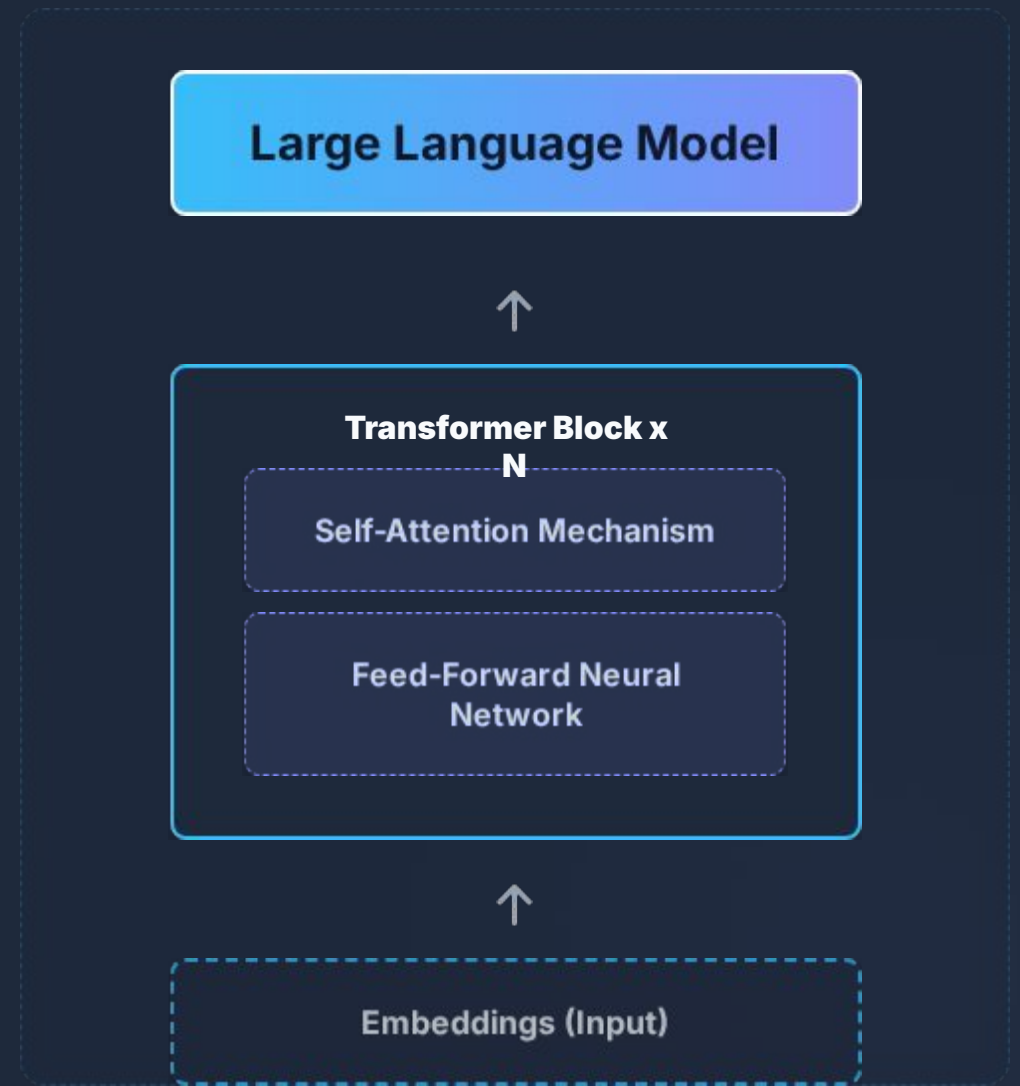 Large Language Model
Transformer Block x
N
Self-Attention Mechanism
Feed-Forward Neural
Network
Embeddings (Input)